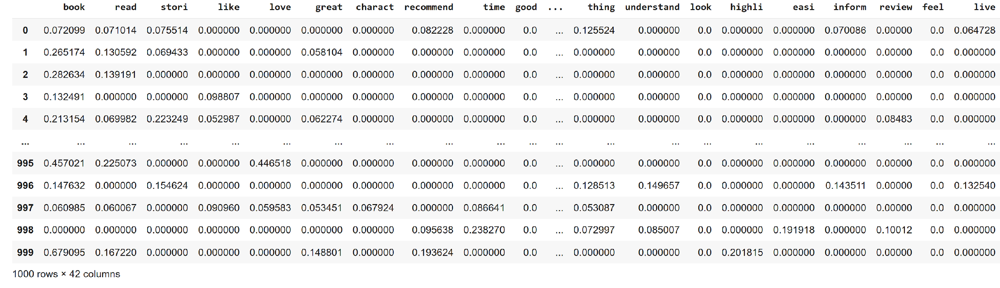 book read stori like love great charact recommend time good ... thing understand look highli easi inform review feel live
0 0.072099 0.071014 0.075514 0.000000 0.000000 0.000000 0.000000 0.082228 0.000000 0.0 ... 0.125524 0.000000 0.0 0.000000 0.000000 0.070086 0.00000 0.0 0.064728
1 0.265174 0.130592 0.069433 0.000000 0.000000 0.058104 0.000000 0.000000 0.000000 0.0 ... 0.000000 0.000000 0.0 0.000000 0.000000 0.000000 0.00000 0.0 0.000000
2 0.282634 0.139191 0.000000 0.000000 0.000000 0.000000 0.000000 0.000000 0.000000 0.0 ... 0.000000 0.000000 0.0 0.000000 0.000000 0.000000 0.00000 0.0 0.000000
3 0.132491 0.000000 0.000000 0.098807 0.000000 0.000000 0.000000 0.000000 0.000000 0.0 ... 0.000000 0.000000 0.0 0.000000 0.000000 0.000000 0.00000 0.0 0.000000
4 0.213154 0.069982 0.223249 0.052987 0.000000 0.062274 0.000000 0.000000 0.000000 0.0 ... 0.000000 0.000000 0.0 0.000000 0.000000 0.000000 0.08483 0.0 0.000000
... ... ... ... ... ... ... ... ... ... ... ... ... ... ... ... ... ... ... ... ...
995 0.457021 0.225073 0.000000 0.000000 0.446518 0.000000 0.000000 0.000000 0.000000 0.0 ... 0.000000 0.000000 0.0 0.000000 0.000000 0.000000 0.00000 0.0 0.000000
996 0.147632 0.000000 0.154624 0.000000 0.000000 0.000000 0.000000 0.000000 0.000000 0.0 ... 0.128513 0.149657 0.0 0.000000 0.000000 0.143511 0.00000 0.0 0.132540
997 0.060985 0.060067 0.000000 0.090960 0.059583 0.053451 0.067924 0.000000 0.086641 0.0 ... 0.053087 0.000000 0.0 0.000000 0.000000 0.000000 0.00000 0.0 0.000000
998 0.000000 0.000000 0.000000 0.000000 0.000000 0.000000 0.000000 0.095638 0.238270 0.0 ... 0.072997 0.085007 0.0 0.000000 0.191918 0.000000 0.10012 0.0 0.000000
999 0.679095 0.167220 0.000000 0.000000 0.000000 0.148801 0.000000 0.193624 0.000000 0.0 ... 0.000000 0.000000 0.0 0.201815 0.000000 0.000000 0.00000 0.0 0.000000
1000 rows × 42 columns